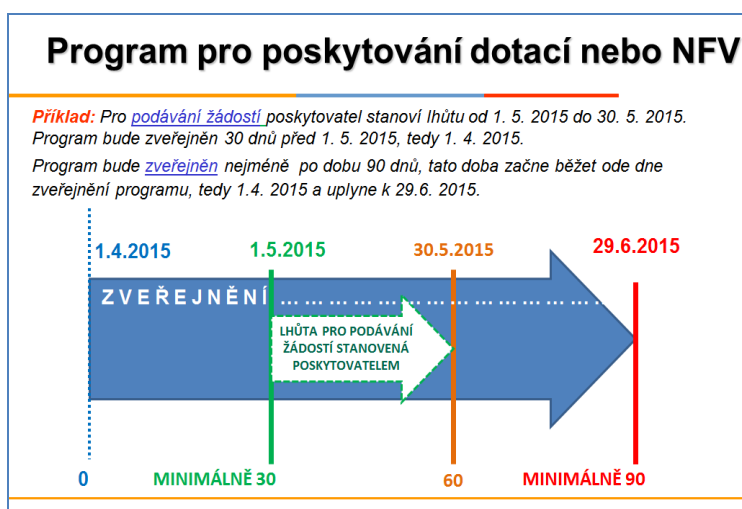 Program pro poskytování dotací nebo NFV
Příklad: Pro podávání žádostí poskytovatel stanoví lhůtu od 1. 5. 2015 do 30. 5. 2015.
Program bude zveřejněn 30 dnů před 1. 5. 2015, tedy 1. 4. 2015.
Program bude zveřejněn nejméně po dobu 90 dnů, tato doba začne běžet ode dne
zveřejnění programu, tedy 1.4. 2015 a uplyne k 29.6. 2015.
1.4.2015 1.5.2015 30.5.2015 29.6.2015
ZVEŘEJNĚNÍ … … … … … … … … … … … … … ..
LHŮTA PRO PODÁVÁNÍ
ŽÁDOSTÍ STANOVENÁ
POSKYTOVATELEM
0 MINIMÁLNĚ 30 60 MINIMÁLNĚ 90